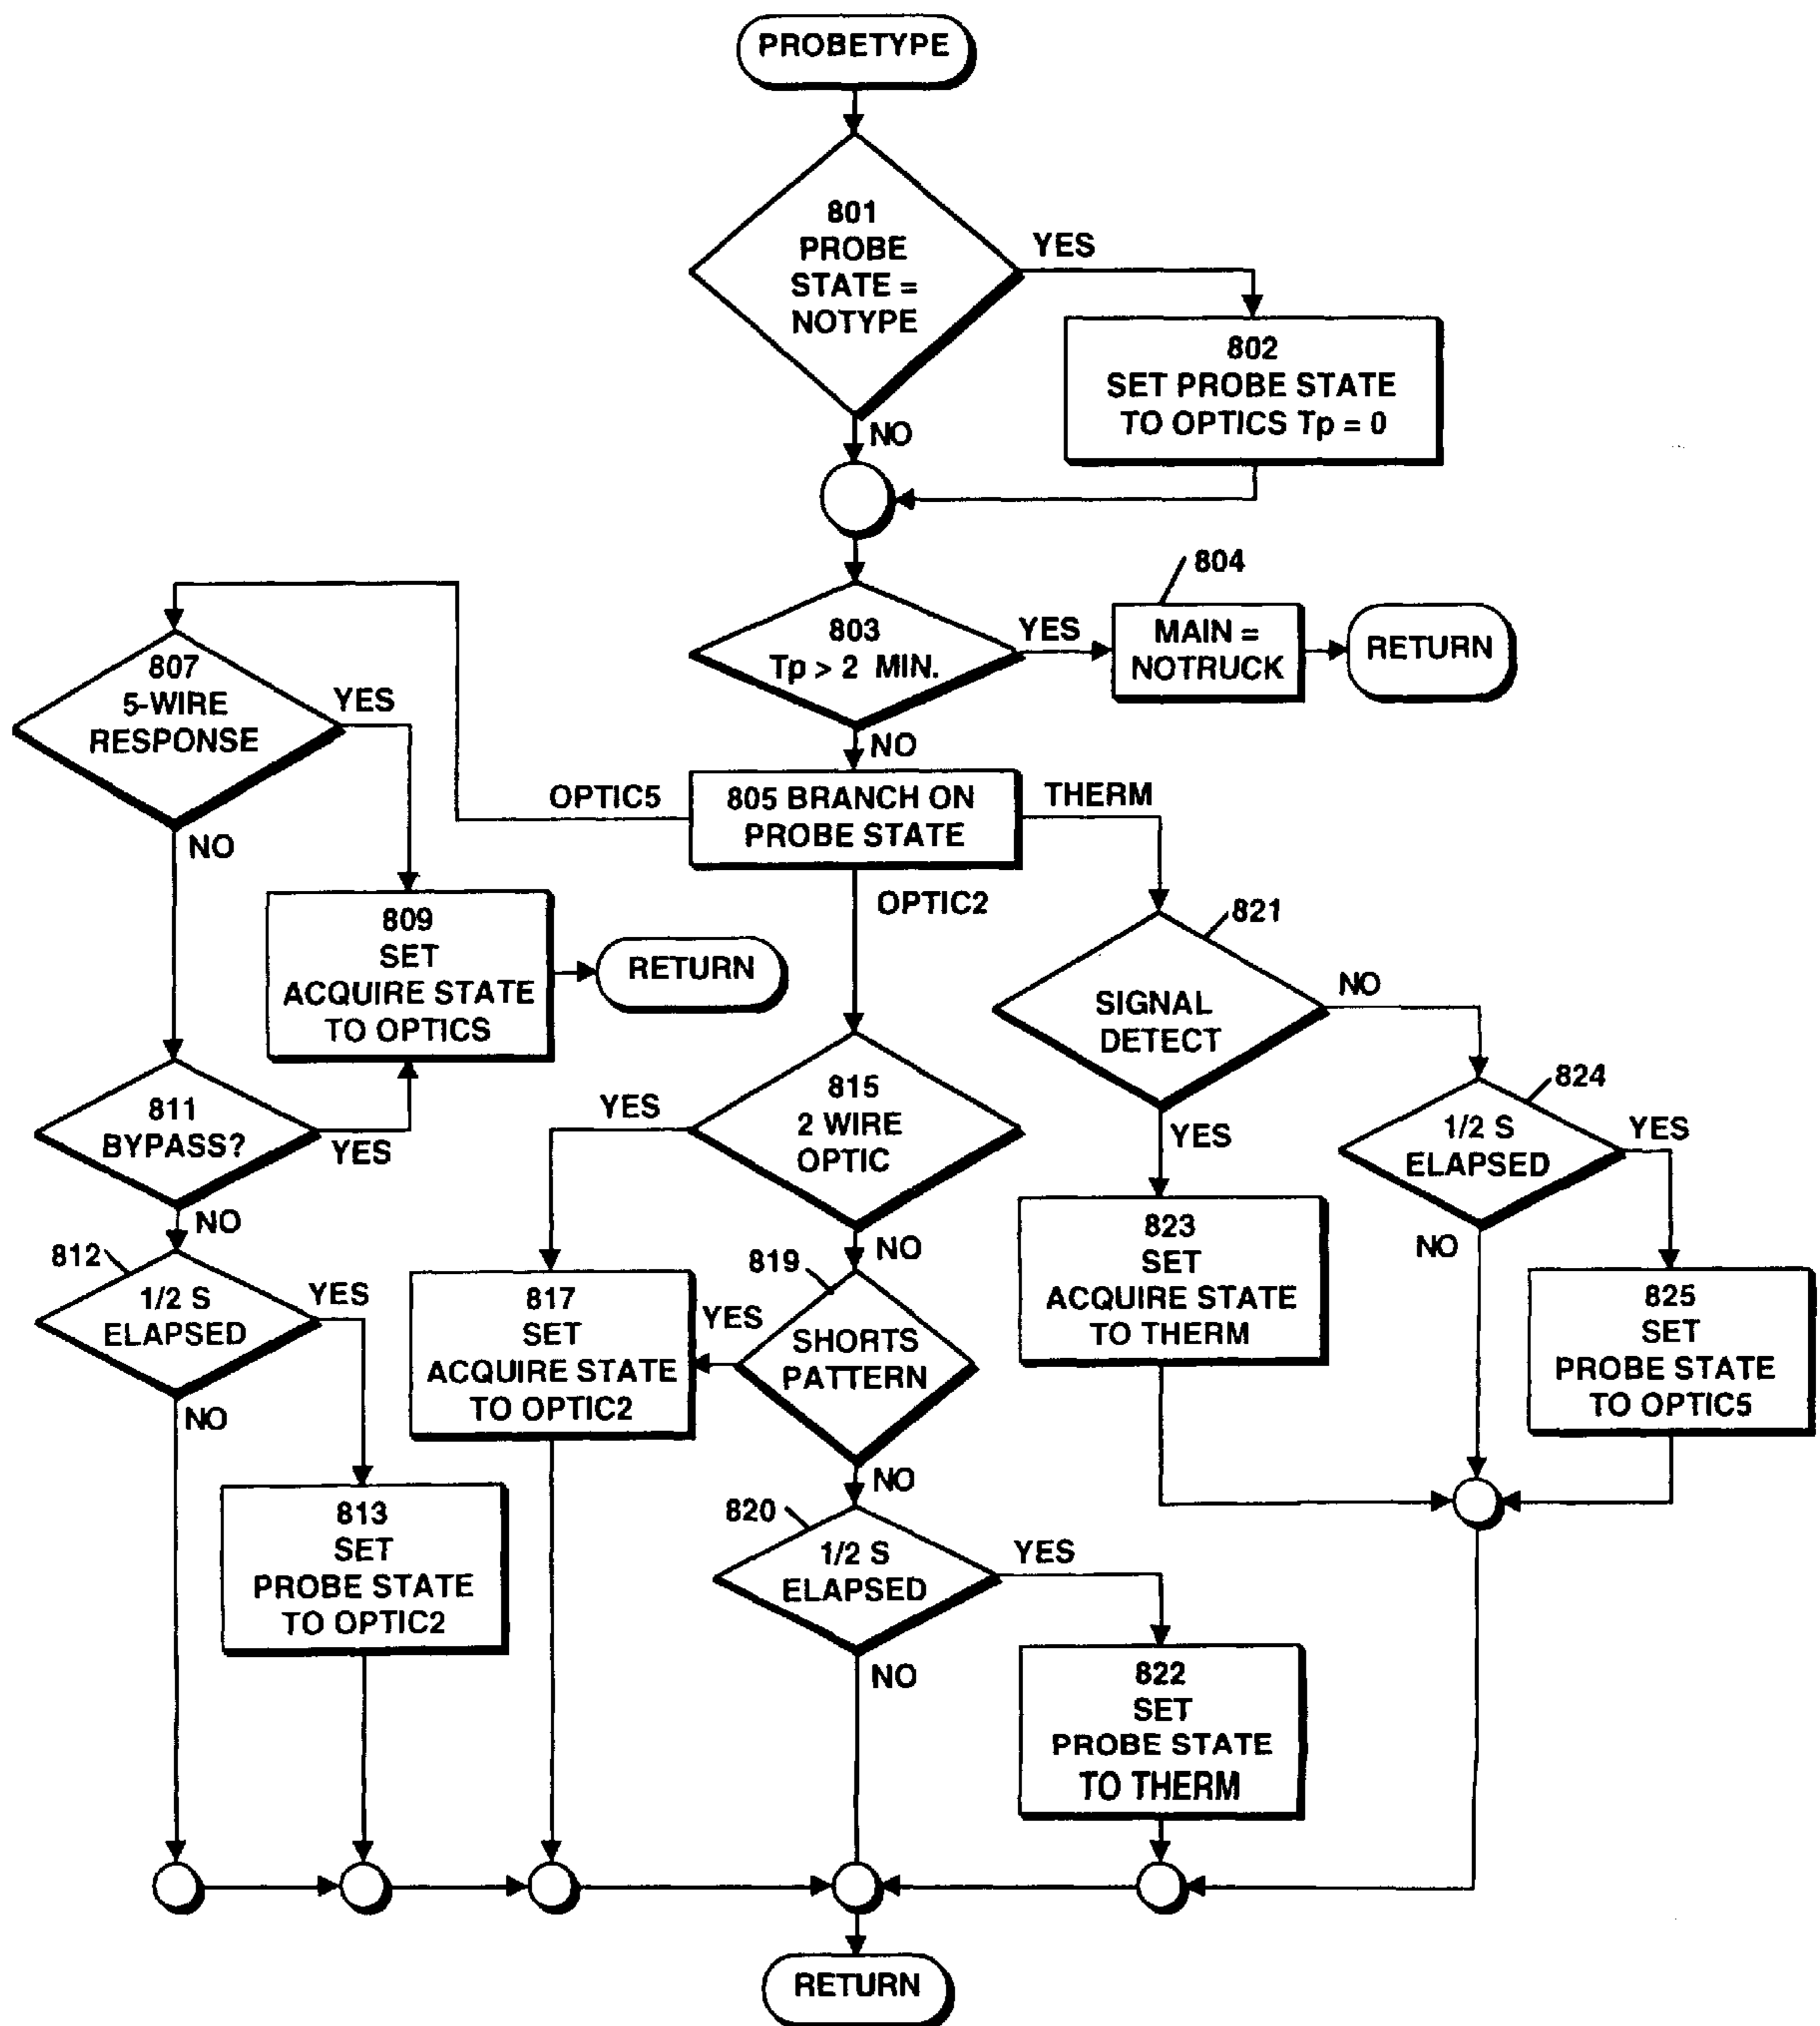 PROBETYPE
801
PROBE
STATE =
NOTYPE
YES
NO
802
SET PROBE STATE
TO OPTICS Tp = 0
803
Tp > 2 MIN.
YES
NO
804
MAIN =
NOTRUCK
RETURN
805 BRANCH ON
PROBE STATE
OPTIC5
THERM
OPTIC2
807
5-WIRE
RESPONSE
YES
NO
809
SET
ACQUIRE STATE
TO OPTICS
RETURN
811
BYPASS?
YES
NO
812
1/2 S
ELAPSED
YES
NO
813
SET
PROBE STATE
TO OPTIC2
815
2 WIRE
OPTIC
YES
NO
817
SET
ACQUIRE STATE
TO OPTIC2
819
SHORTS
PATTERN
YES
NO
820
1/2 S
ELAPSED
YES
NO
822
SET
PROBE STATE
TO THERM
821
SIGNAL
DETECT
NO
YES
823
SET
ACQUIRE STATE
TO THERM
824
1/2 S
ELAPSED
YES
NO
825
SET
PROBE STATE
TO OPTIC5
RETURN